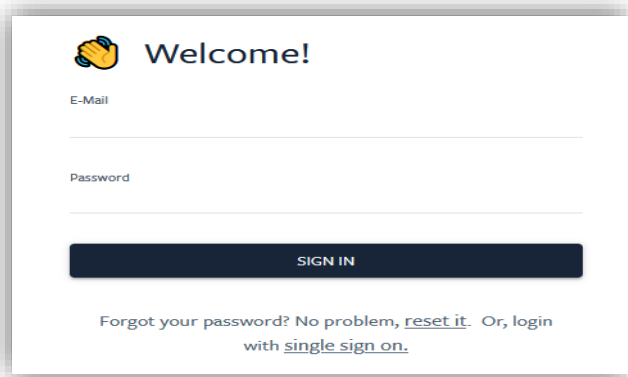 Welcome!
E-Mail
Password
SIGN IN
Forgot your password? No problem, reset it. Or, login
with single sign on.